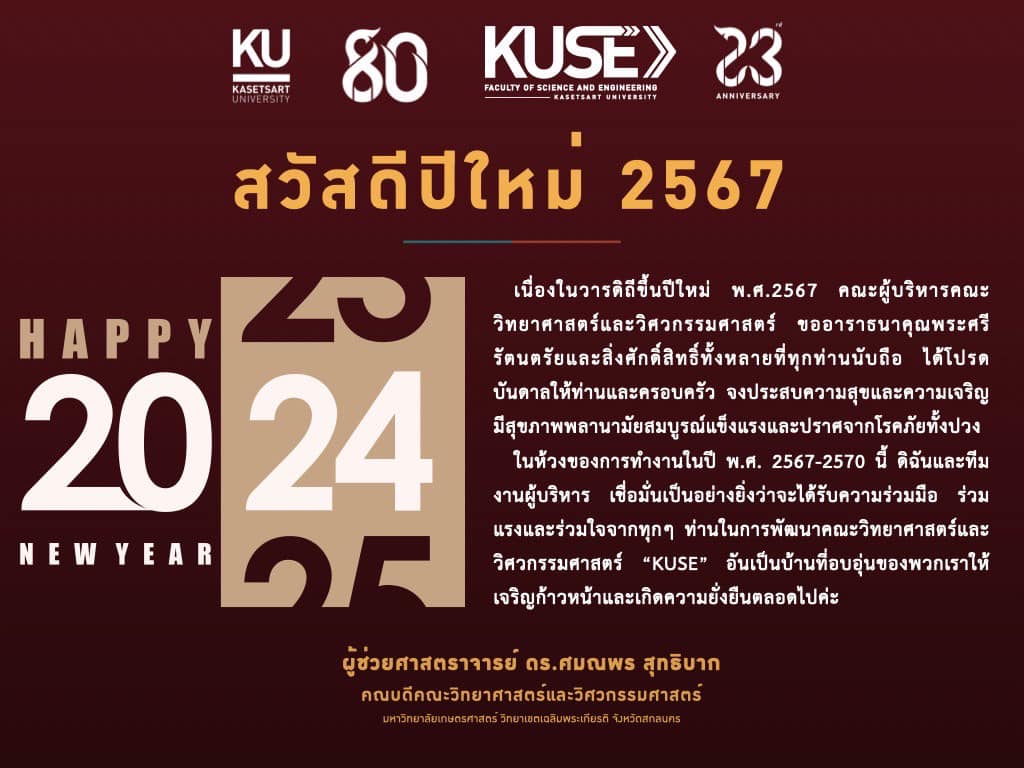 KU
KASETSART
UNIVERSITY
80
KUSE
FACULTY OF SCIENCE AND ENGINEERING
KASETSART UNIVERSITY
23rd
ANNIVERSARY
สวัสดีปีใหม่ 2567
HAPPY
20
NEW YEAR
23
24
25
เนื่องในวารดิถีขึ้นปีใหม่ พ.ศ.2567 คณะผู้บริหารคณะ
วิทยาศาสตร์และวิศวกรรมศาสตร์ ขออาราธนาคุณพระศรี
รัตนตรัยและสิ่งศักดิ์สิทธิ์ทั้งหลายที่ทุกท่านนับถือ ได้โปรด
บันดาลให้ท่านและครอบครัว จงประสบความสุขและความเจริญ
มีสุขภาพพลานามัยสมบูรณ์แข็งแรงและปราศจากโรคภัยทั้งปวง
ในห้วงของการทำงานในปี พ.ศ. 2567-2570 นี้ ดิฉันและทีม
งานผู้บริหาร เชื่อมั่นเป็นอย่างยิ่งว่าจะได้รับความร่วมมือ ร่วม
แรงและร่วมใจจากทุกๆ ท่านในการพัฒนาคณะวิทยาศาสตร์และ
วิศวกรรมศาสตร์ “KUSE” อันเป็นบ้านที่อบอุ่นของพวกเราให้
เจริญก้าวหน้าและเกิดความยั่งยืนตลอดไปค่ะ
ผู้ช่วยศาสตราจารย์ ดร.ศมณพร สุทธิบาก
คณบดีคณะวิทยาศาสตร์และวิศวกรรมศาสตร์
มหาวิทยาลัยเกษตรศาสตร์ วิทยาเขตเฉลิมพระเกียรติ จังหวัดสกลนคร